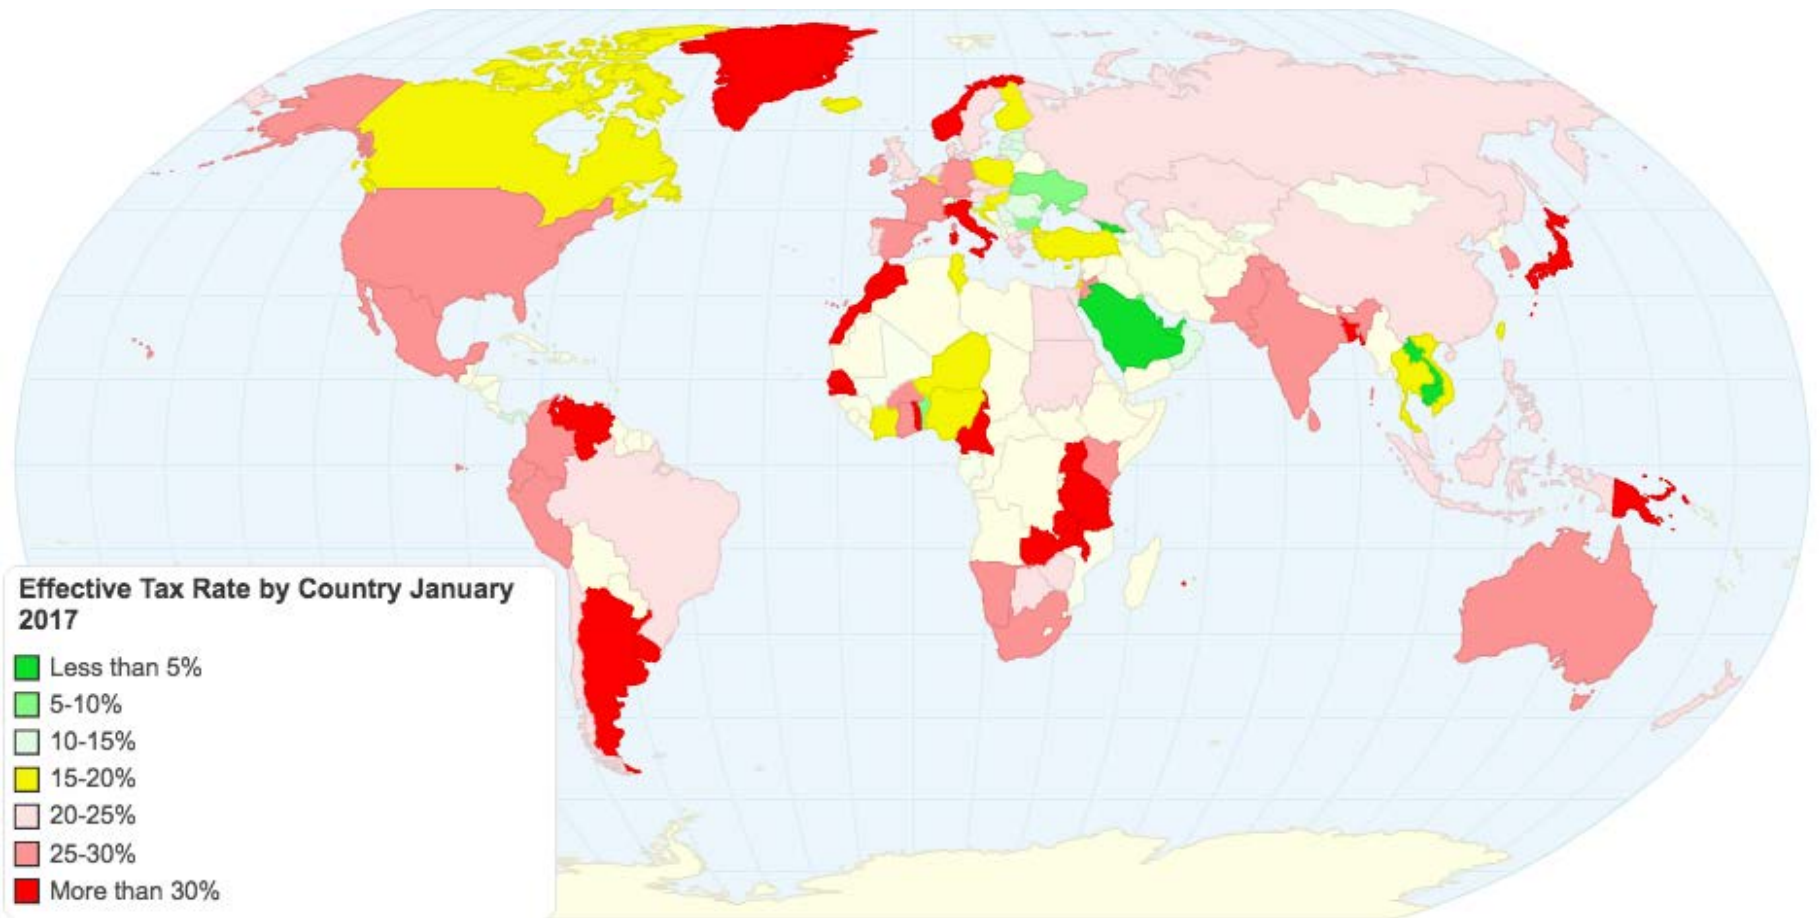 Effective Tax Rate by Country January
2017
Less than 5%
5-10%
10-15%
15-20%
20-25%
25-30%
More than 30%